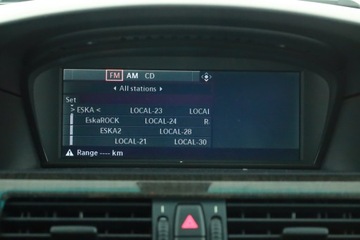 FM AM CD
All stations
Set
> ESKA < LOCAL-23 LOCAL
EskaROCK LOCAL-24 R
ESKA2 LOCAL-28
LOCAL-21 LOCAL-30
Range ---- km